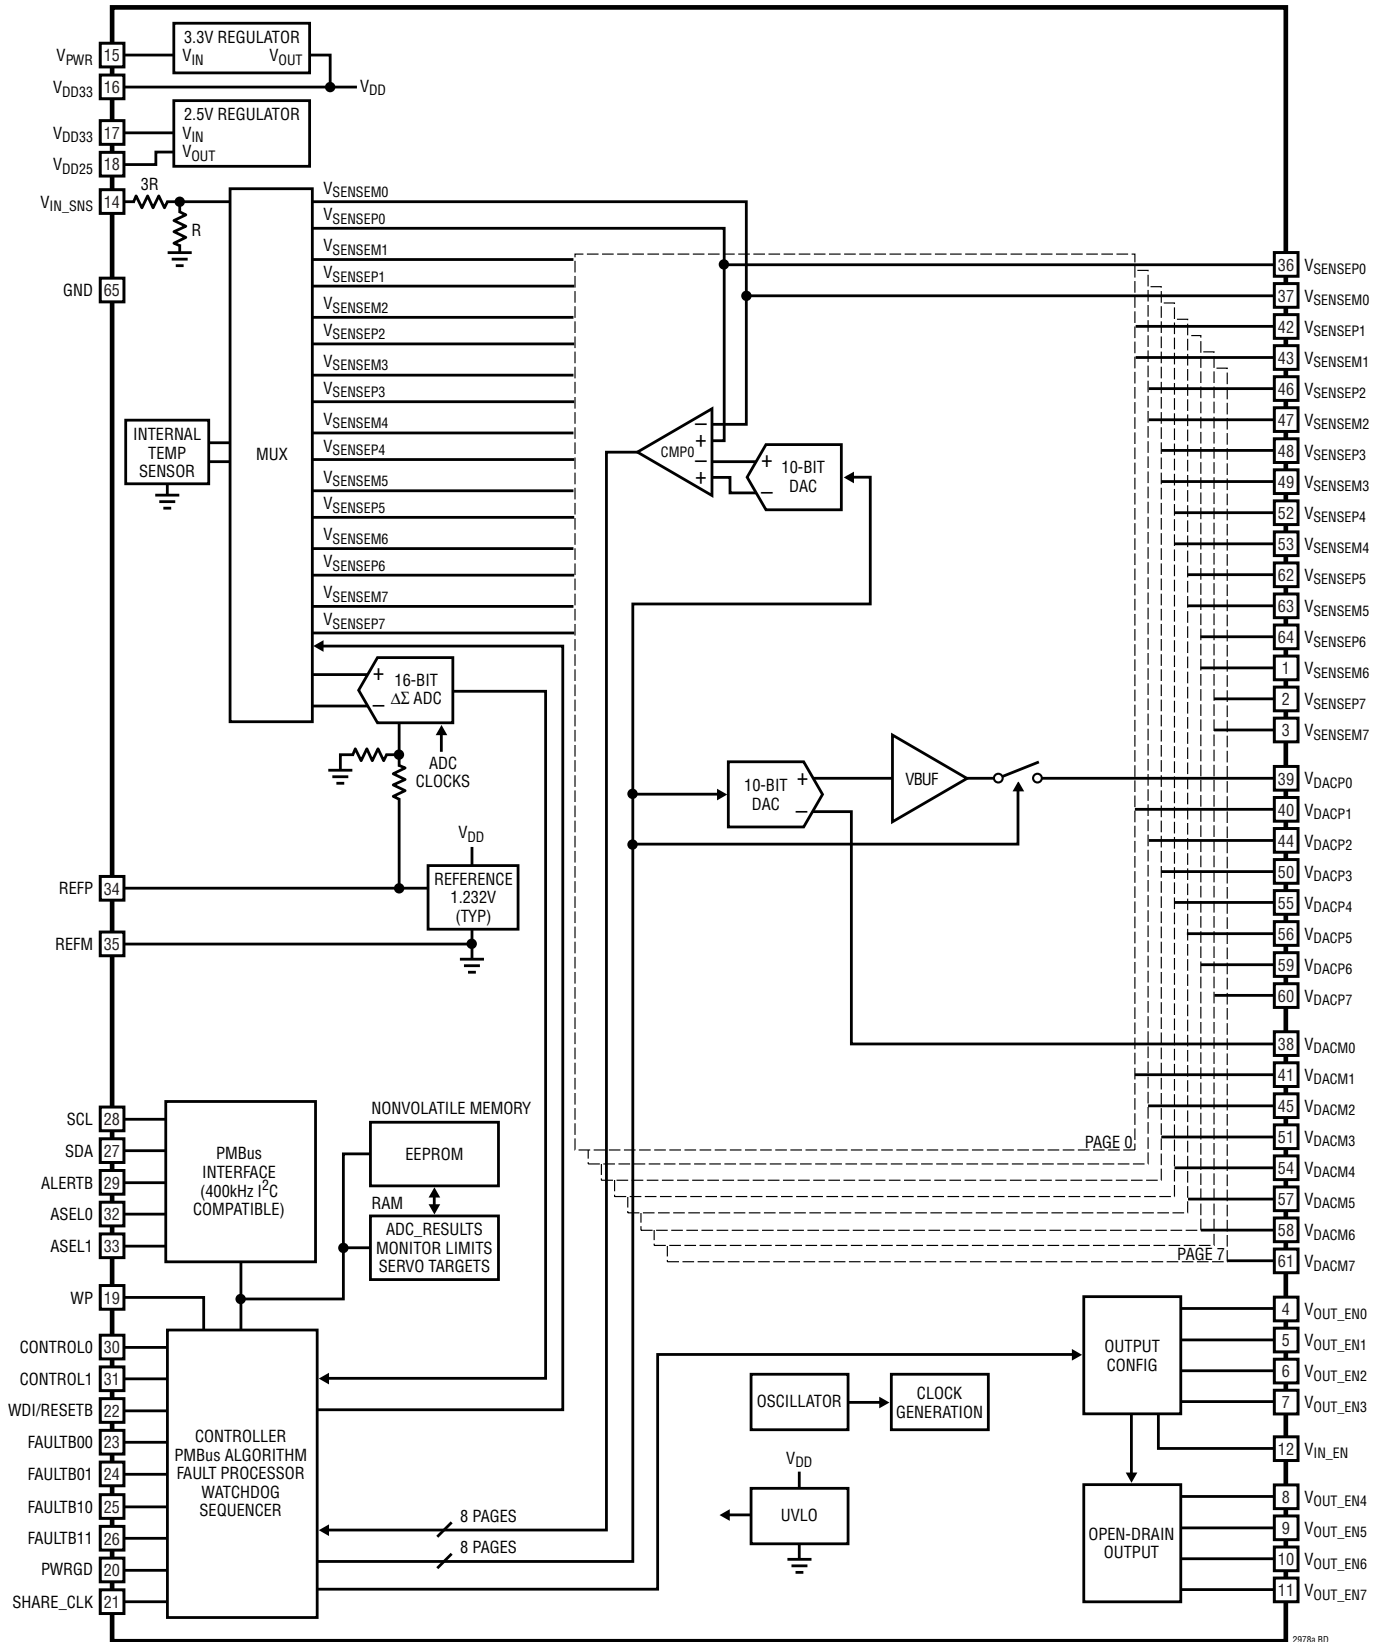 3.3V REGULATOR
VIN VOUT
VPWR 15
VDD33 16
VDD
2.5V REGULATOR
VIN
VOUT
VDD33 17
VDD25 18
VIN_SNS 14
3R
R
GND 65
INTERNAL
TEMP
SENSOR
MUX
VSENSEM0
VSENSEP0
VSENSEM1
VSENSEP1
VSENSEM2
VSENSEP2
VSENSEM3
VSENSEP3
VSENSEM4
VSENSEP4
VSENSEM5
VSENSEP5
VSENSEM6
VSENSEP6
VSENSEM7
VSENSEP7
+
–
16-BIT
ΔΣ ADC
ADC
CLOCKS
–
+
–
+
CMP0
+
–
10-BIT
DAC
10-BIT
DAC
+
–
VBUF
VDD
REFERENCE
1.232V
(TYP)
REFP 34
REFM 35
36 VSENSEP0
37 VSENSEM0
42 VSENSEP1
43 VSENSEM1
46 VSENSEP2
47 VSENSEM2
48 VSENSEP3
49 VSENSEM3
52 VSENSEP4
53 VSENSEM4
62 VSENSEP5
63 VSENSEM5
64 VSENSEP6
1 VSENSEM6
2 VSENSEP7
3 VSENSEM7
39 VDACP0
40 VDACP1
44 VDACP2
50 VDACP3
55 VDACP4
56 VDACP5
59 VDACP6
60 VDACP7
38 VDACM0
41 VDACM1
45 VDACM2
51 VDACM3
54 VDACM4
57 VDACM5
58 VDACM6
61 VDACM7
PAGE 0
PAGE 7
SCL 28
SDA 27
ALERTB 29
ASEL0 32
ASEL1 33
PMBus
INTERFACE
(400kHz I2C
COMPATIBLE)
NONVOLATILE MEMORY
EEPROM
RAM
ADC_RESULTS
MONITOR LIMITS
SERVO TARGETS
WP 19
CONTROL0 30
CONTROL1 31
WDI/RESETB 22
FAULTB00 23
FAULTB01 24
FAULTB10 25
FAULTB11 26
PWRGD 20
SHARE_CLK 21
CONTROLLER
PMBus ALGORITHM
FAULT PROCESSOR
WATCHDOG
SEQUENCER
8 PAGES
8 PAGES
OSCILLATOR
CLOCK
GENERATION
VDD
UVLO
OUTPUT
CONFIG
OPEN-DRAIN
OUTPUT
4 VOUT_EN0
5 VOUT_EN1
6 VOUT_EN2
7 VOUT_EN3
12 VIN_EN
8 VOUT_EN4
9 VOUT_EN5
10 VOUT_EN6
11 VOUT_EN7
2978a BD